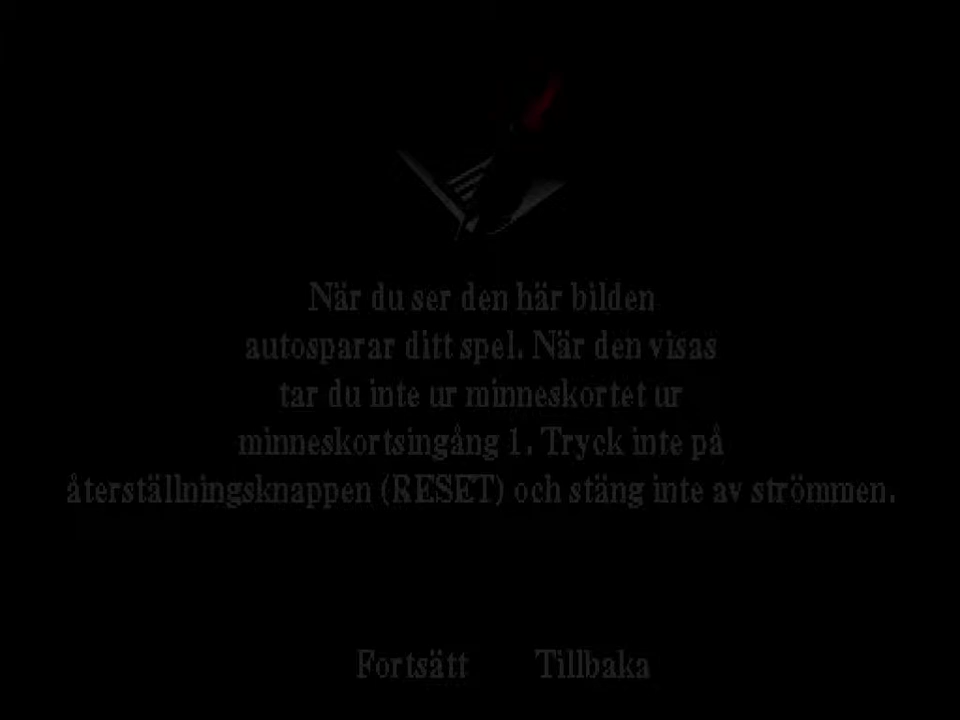 När du ser den här bilden
autosparar ditt spel. När den visas
tar du inte ur minneskortet ur
minneskortsingång 1. Tryck inte på
återställningsknappen (RESET) och stäng inte av strömmen.
Fortsätt Tillbaka